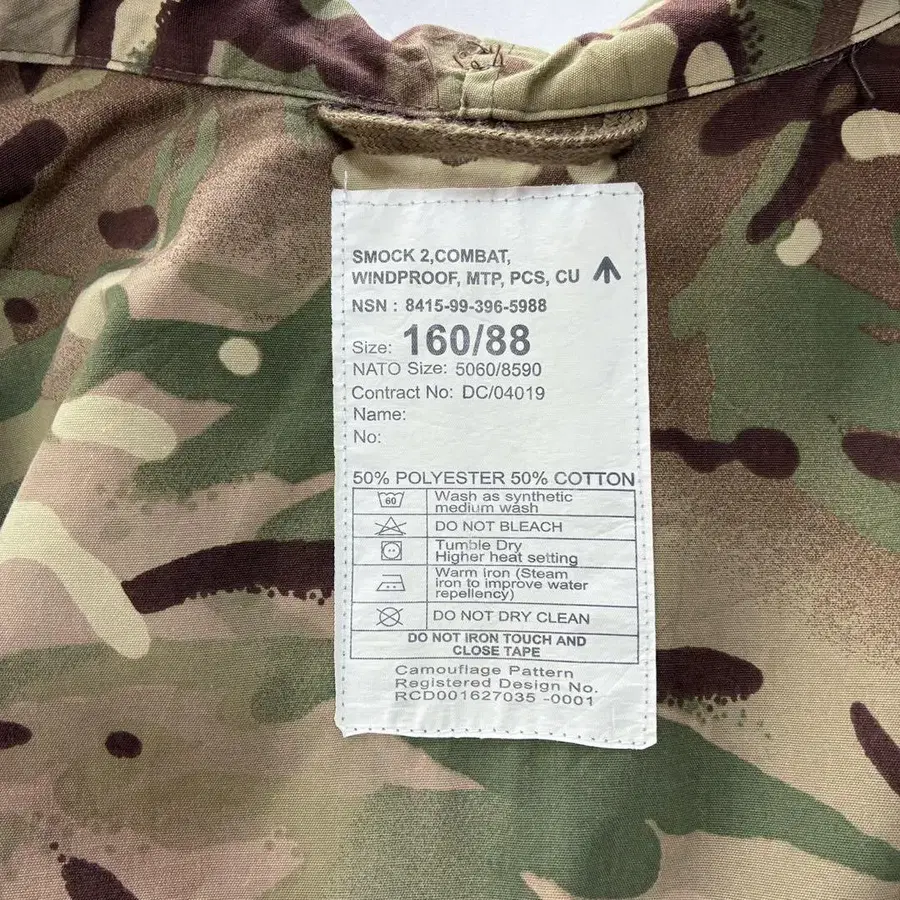 SMOCK 2,COMBAT,
WINDPROOF, MTP, PCS, CU
NSN : 8415-99-396-5988
Size: 160/88
NATO Size: 5060/8590
Contract No: DC/04019
Name:
No:
50% POLYESTER 50% COTTON
60 Wash as synthetic
medium wash
DO NOT BLEACH
Tumble Dry
Higher heat setting
Warm Iron (Steam
iron to improve water
repellency)
DO NOT DRY CLEAN
DO NOT IRON TOUCH AND
CLOSE TAPE
Camouflage Pattern
Registered Design No.
RCD001627035 -0001